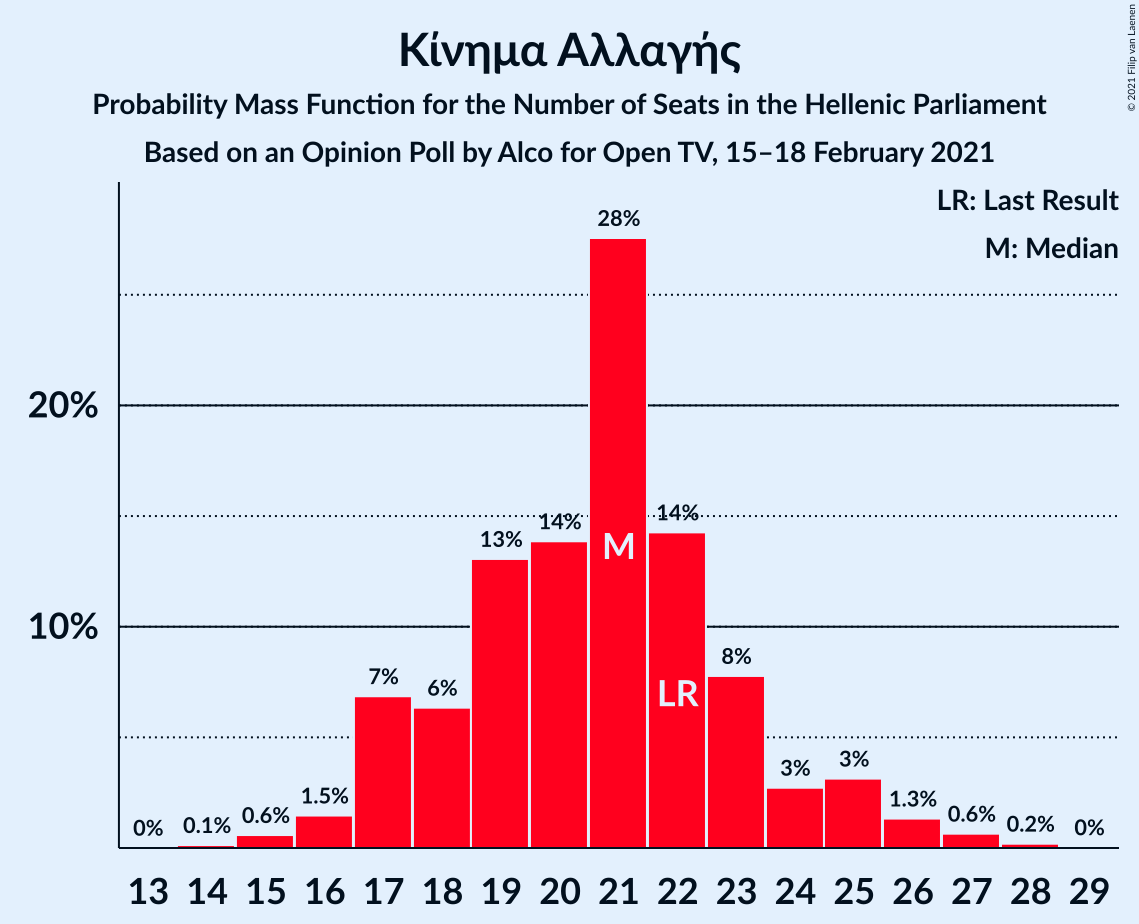 Κίνημα Αλλαγής
Probability Mass Function for the Number of Seats in the Hellenic Parliament
Based on an Opinion Poll by Alco for Open TV, 15–18 February 2021
© 2021 Filip van Laenen
LR: Last Result
M: Median
20%
10%
0%
0.1%
0.6%
1.5%
7%
6%
13%
14%
28%
14%
8%
3%
3%
1.3%
0.6%
0.2%
0%
M
LR
13 14 15 16 17 18 19 20 21 22 23 24 25 26 27 28 29